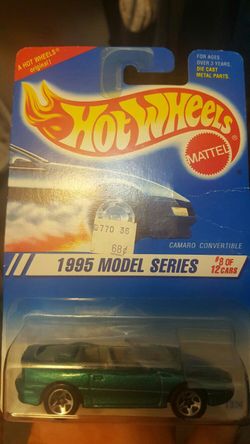 A HOT WHEELS®
original!
FOR AGES
OVER 3 YEARS.
DIE CAST
METAL PARTS.
HOT WHEELS
MATTEL
CAMARO CONVERTIBLE
770 36
68¢
1995 MODEL SERIES
#8 OF
12 CARS